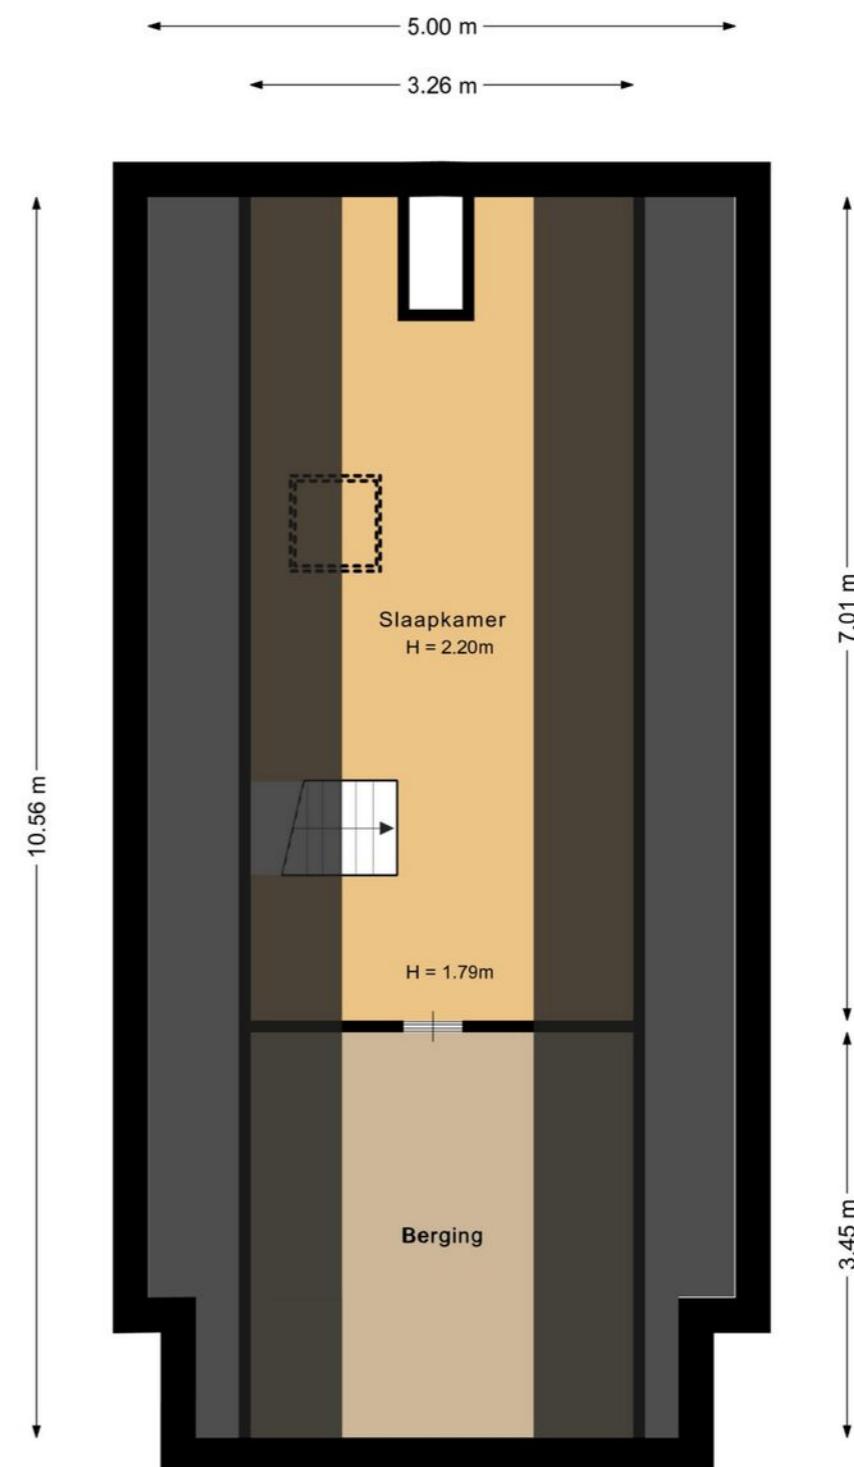 5.00 m
3.26 m
7.01 m
Slaapkamer
H = 2.20m
10.56 m
H = 1.79m
3.45 m
Berging